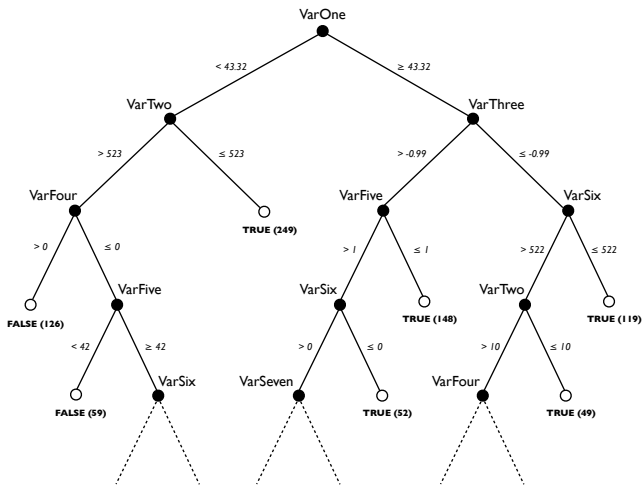 VarOne
< 43.32
≥ 43.32
VarTwo
VarThree
> 523
≤ 523
> -0.99
≤ -0.99
VarFour
VarFive
VarSix
TRUE (249)
> 0
≤ 0
> 1
≤ 1
> 522
≤ 522
VarFive
VarSix
VarTwo
FALSE (126)
TRUE (148)
TRUE (119)
< 42
≥ 42
> 0
≤ 0
> 10
≤ 10
VarSix
VarSeven
VarFour
FALSE (59)
TRUE (52)
TRUE (49)